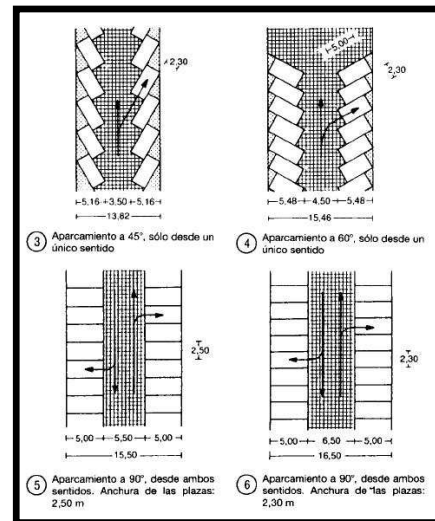 2,30
5,00
2,30
5,16 3,50 5,16
13,82
5,48 4,50 5,48
15,46
3 Aparcamiento a 45°, sólo desde un
único sentido
4 Aparcamiento a 60°, sólo desde un
único sentido
2,50
2,30
5,00 5,50 5,00
15,50
5,00 6,50 5,00
16,50
5 Aparcamiento a 90°, desde ambos
sentidos. Anchura de las plazas:
2,50 m
6 Aparcamiento a 90°, desde ambos
sentidos. Anchura de las plazas:
2,30 m